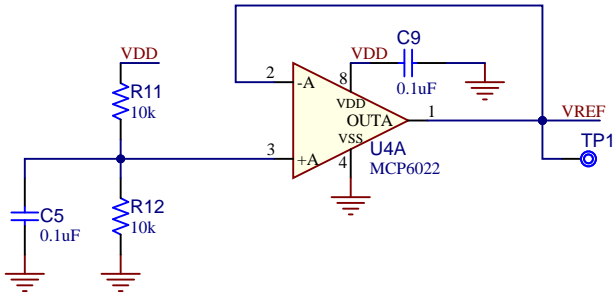 VDD
R11
10k
C5
0.1uF
R12
10k
2
-A
3
+A
VDD
8
VDD
OUTA
VSS
4
C9
0.1uF
1
U4A
MCP6022
VREF
TP1